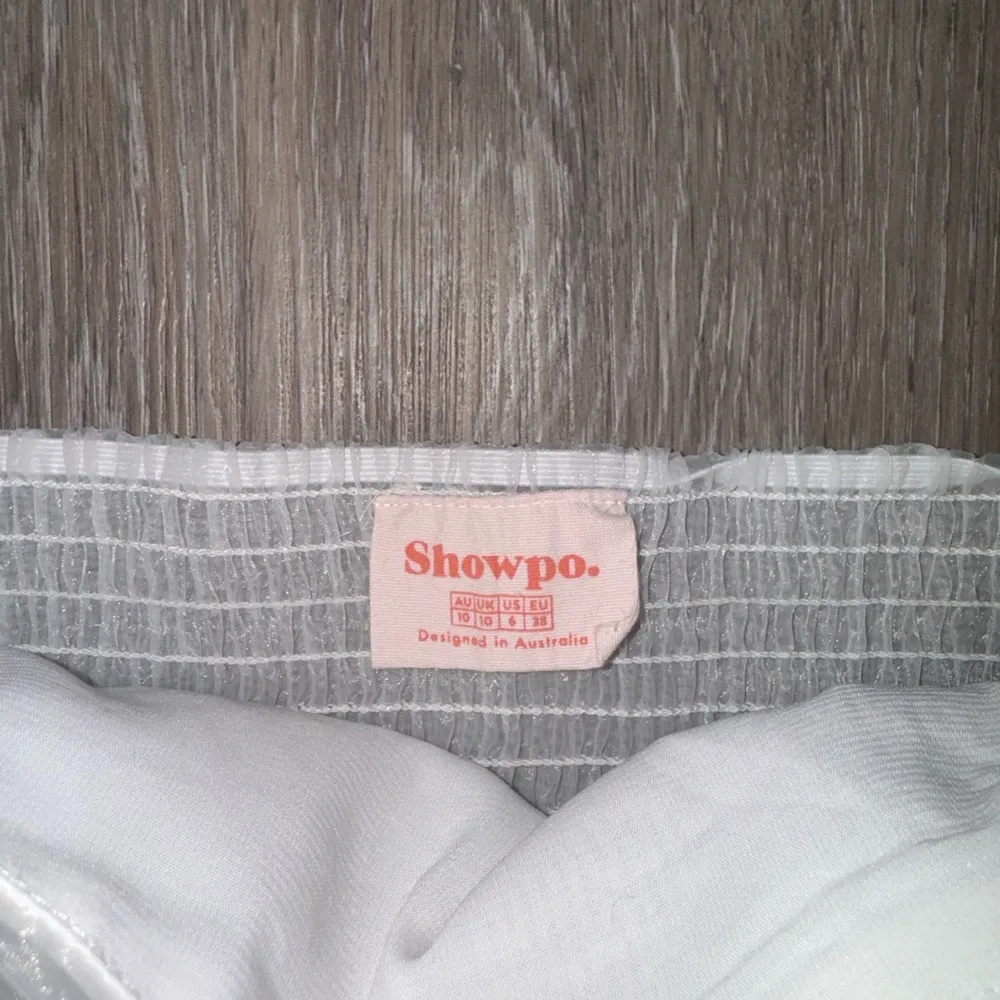 Showpo.
AU UK US EU
10 10 6 38
Designed in Australia